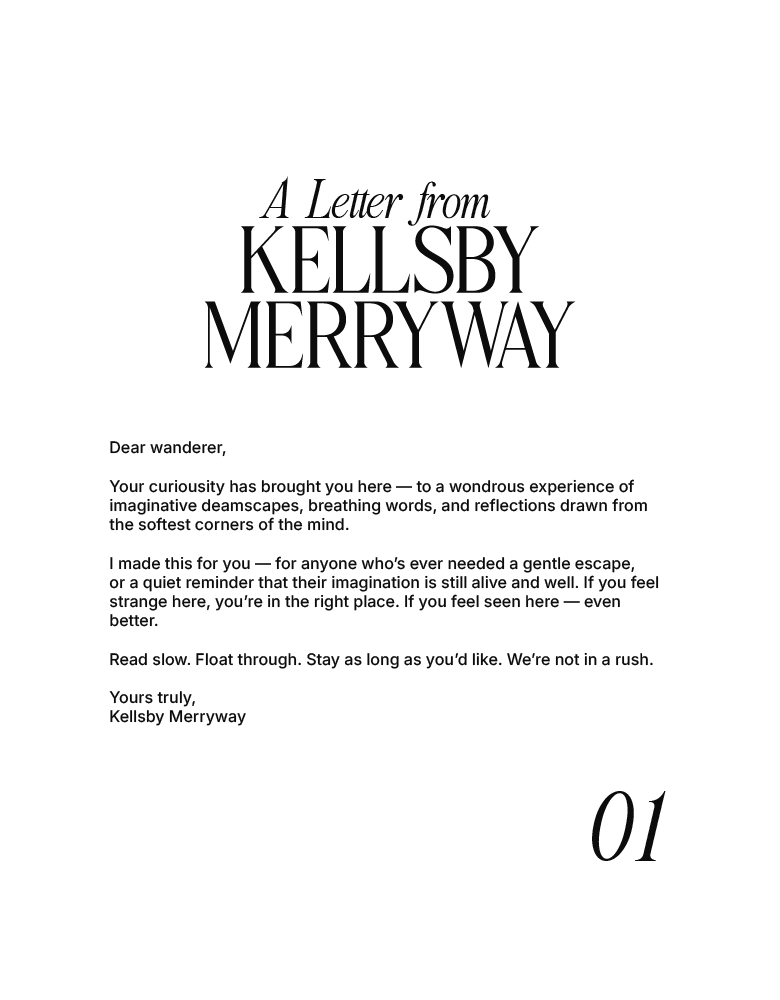 A Letter from
KELLSBY
MERRYWAY
Dear wanderer,
Your curiousity has brought you here — to a wondrous experience of
imaginative deamscapes, breathing words, and reflections drawn from
the softest corners of the mind.
I made this for you — for anyone who’s ever needed a gentle escape,
or a quiet reminder that their imagination is still alive and well. If you feel
strange here, you’re in the right place. If you feel seen here — even
better.
Read slow. Float through. Stay as long as you’d like. We’re not in a rush.
Yours truly,
Kellsby Merryway
01